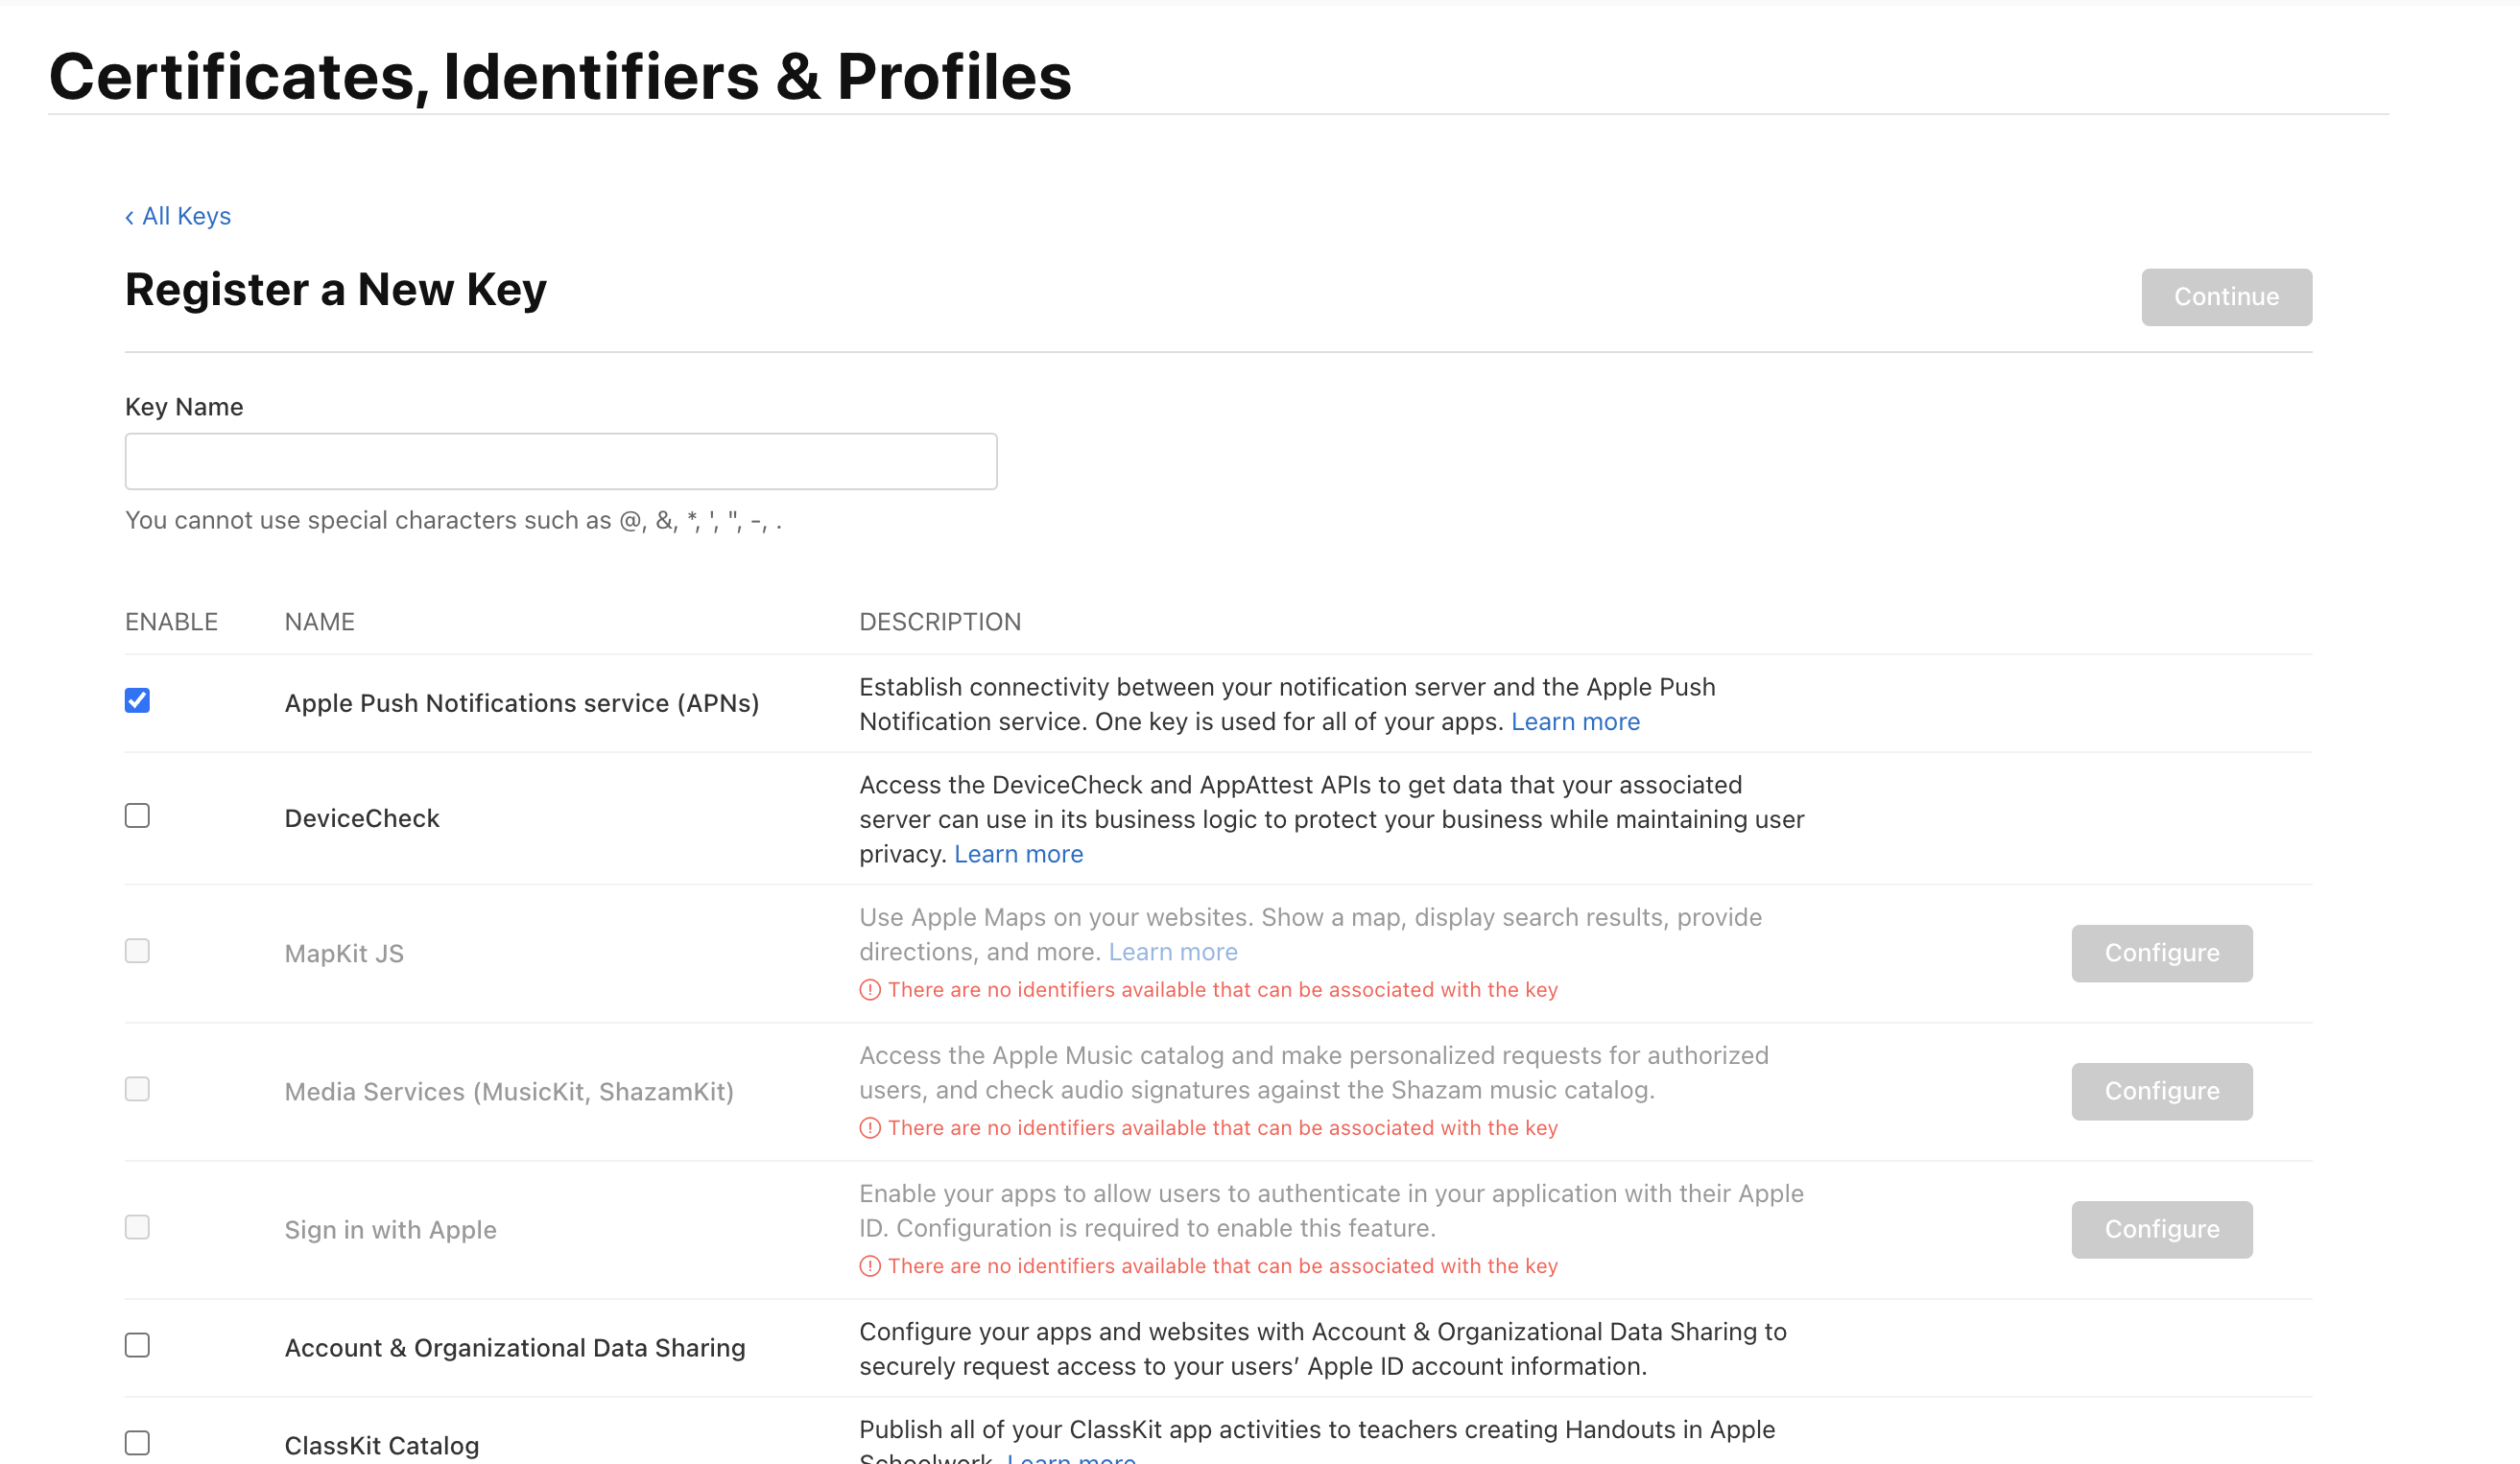 Certificates, Identifiers & Profiles
‹ All Keys
Register a New Key
Continue
Key Name
You cannot use special characters such as @, &, *, ', ", -, .
ENABLE NAME DESCRIPTION
Apple Push Notifications service (APNs)
Establish connectivity between your notification server and the Apple Push
Notification service. One key is used for all of your apps. Learn more
DeviceCheck
Access the DeviceCheck and AppAttest APIs to get data that your associated
server can use in its business logic to protect your business while maintaining user
privacy. Learn more
MapKit JS
Use Apple Maps on your websites. Show a map, display search results, provide
directions, and more. Learn more
There are no identifiers available that can be associated with the key
Configure
Media Services (MusicKit, ShazamKit)
Access the Apple Music catalog and make personalized requests for authorized
users, and check audio signatures against the Shazam music catalog.
There are no identifiers available that can be associated with the key
Configure
Sign in with Apple
Enable your apps to allow users to authenticate in your application with their Apple
ID. Configuration is required to enable this feature.
There are no identifiers available that can be associated with the key
Configure
Account & Organizational Data Sharing
Configure your apps and websites with Account & Organizational Data Sharing to
securely request access to your users’ Apple ID account information.
ClassKit Catalog
Publish all of your ClassKit app activities to teachers creating Handouts in Apple
Schoolwork. Learn more